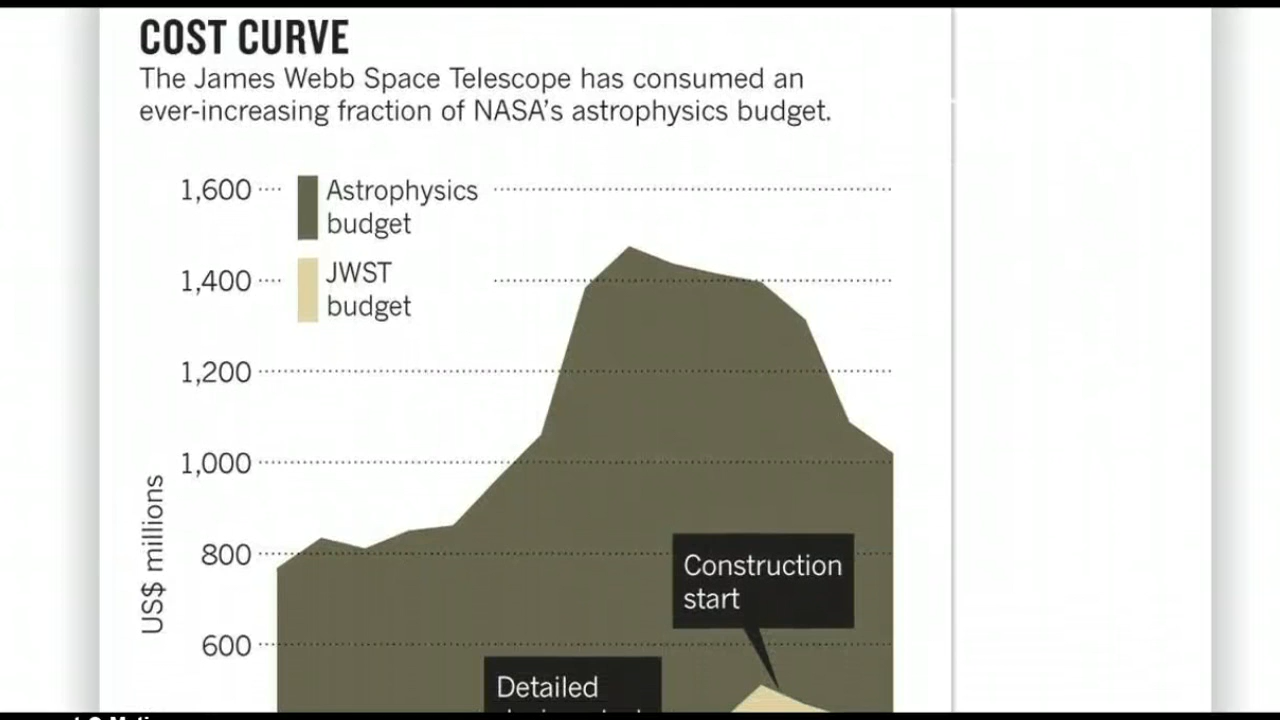 COST CURVE
The James Webb Space Telescope has consumed an
ever-increasing fraction of NASA's astrophysics budget.
1,600
Astrophysics
budget
1,400
JWST
budget
1,200
1,000
US$ millions
800
Construction
start
600
Detailed